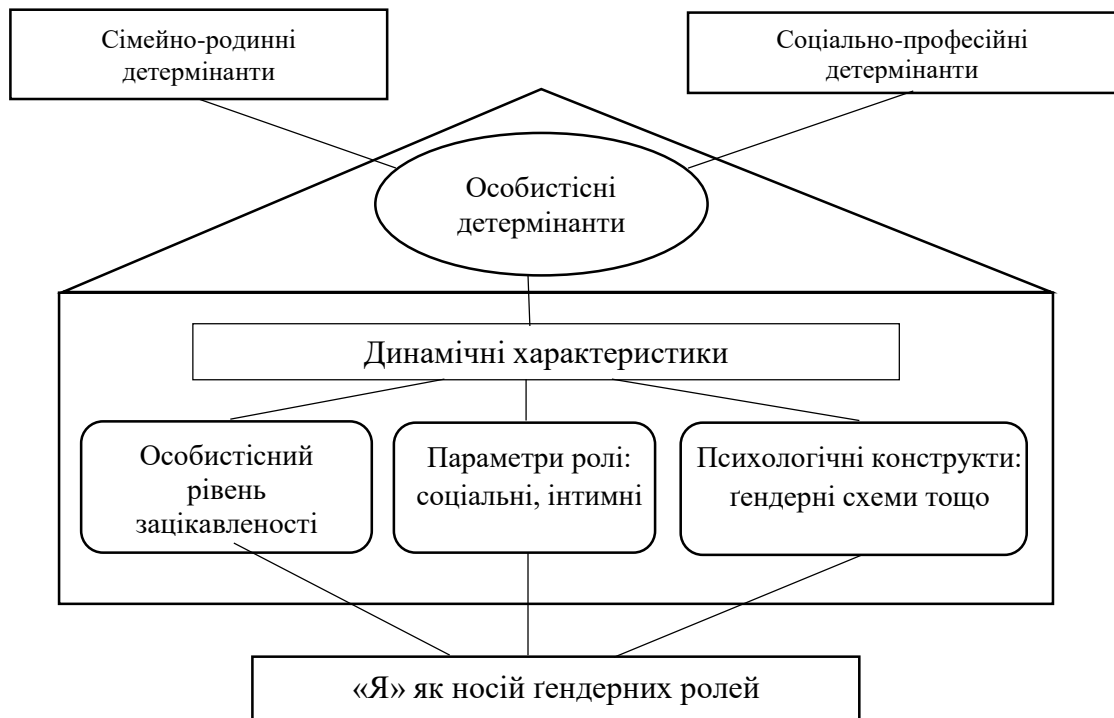 Сімейно-родинні
детермінанти
Соціально-професійні
детермінанти
Особистісні
детермінанти
Динамічні характеристики
Особистісний
рівень
зацікавленості
Параметри ролі:
соціальні, інтимні
Психологічні конструкти:
ґендерні схеми тощо
«Я» як носій ґендерних ролей